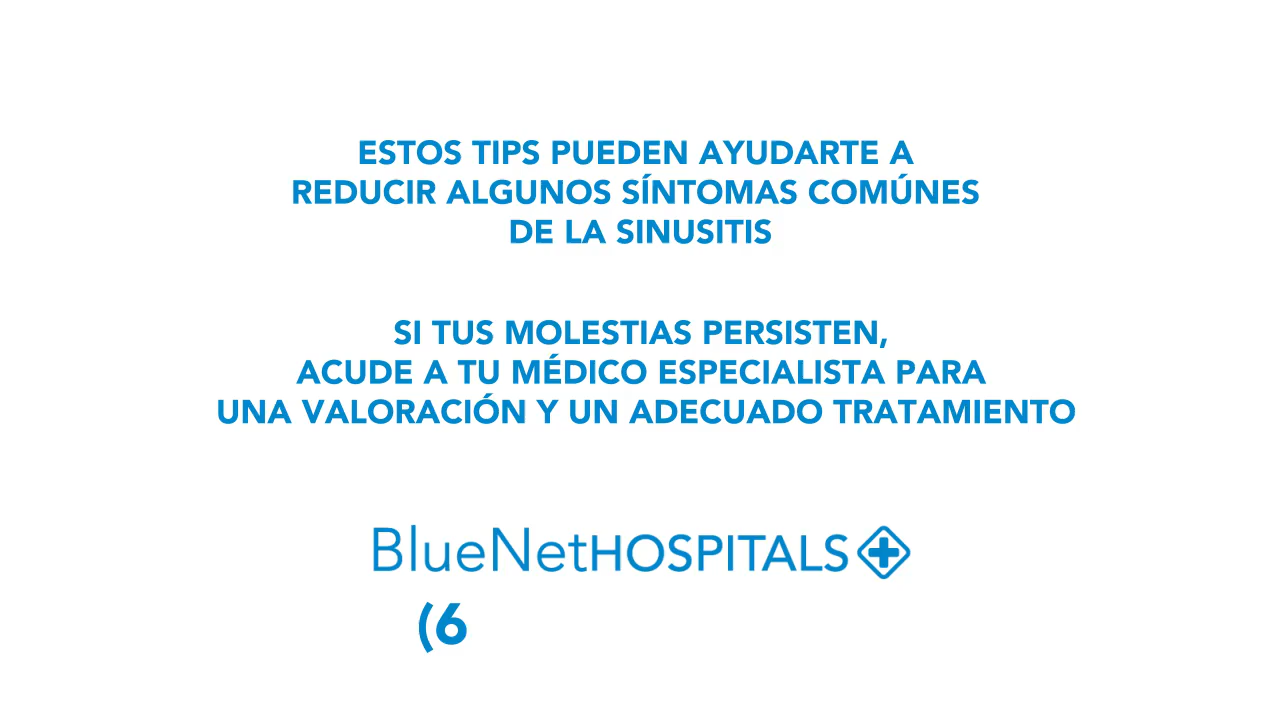 ESTOS TIPS PUEDEN AYUDARTE A
REDUCIR ALGUNOS SÍNTOMAS COMÚNES
DE LA SINUSITIS
SI TUS MOLESTIAS PERSISTEN,
ACUDE A TU MÉDICO ESPECIALISTA PARA
UNA VALORACIÓN Y UN ADECUADO TRATAMIENTO
BlueNetHOSPITALS
(6